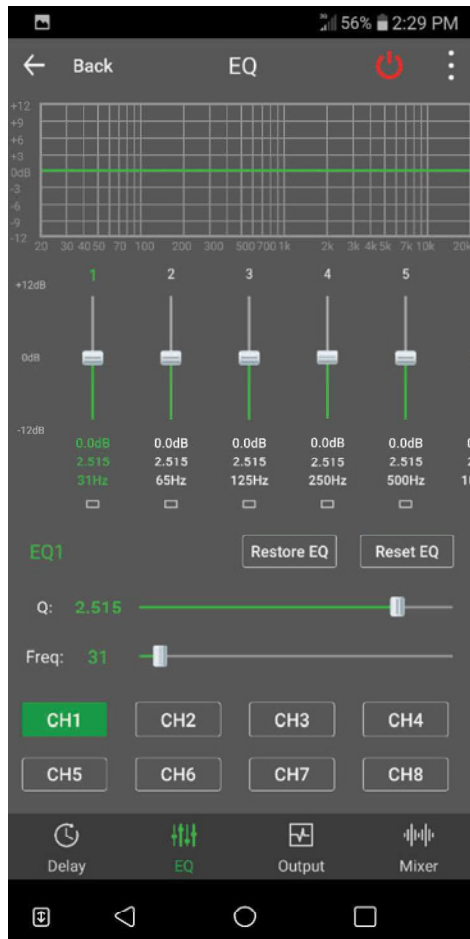 3G 56% 2:29 PM
Back EQ
+12
+9
+6
+3
0dB
-3
-6
-9
-12
20 30 40 50 70 100 200 300 500 700 1k 2k 3k 4k 5k 7k 10k 20k
+12dB 1 2 3 4 5
0dB
-12dB
0.0dB 0.0dB 0.0dB 0.0dB 0.0dB
2.515 2.515 2.515 2.515 2.515
31Hz 65Hz 125Hz 250Hz 500Hz
EQ1 Restore EQ Reset EQ
Q: 2.515
Freq: 31
CH1 CH2 CH3 CH4
CH5 CH6 CH7 CH8
Delay EQ Output Mixer